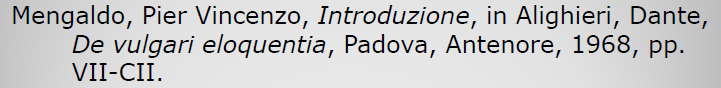 Mengaldo, Pier Vincenzo, Introduzione, in Alighieri, Dante,
De vulgari eloquentia, Padova, Antenore, 1968, pp.
VII-CII.